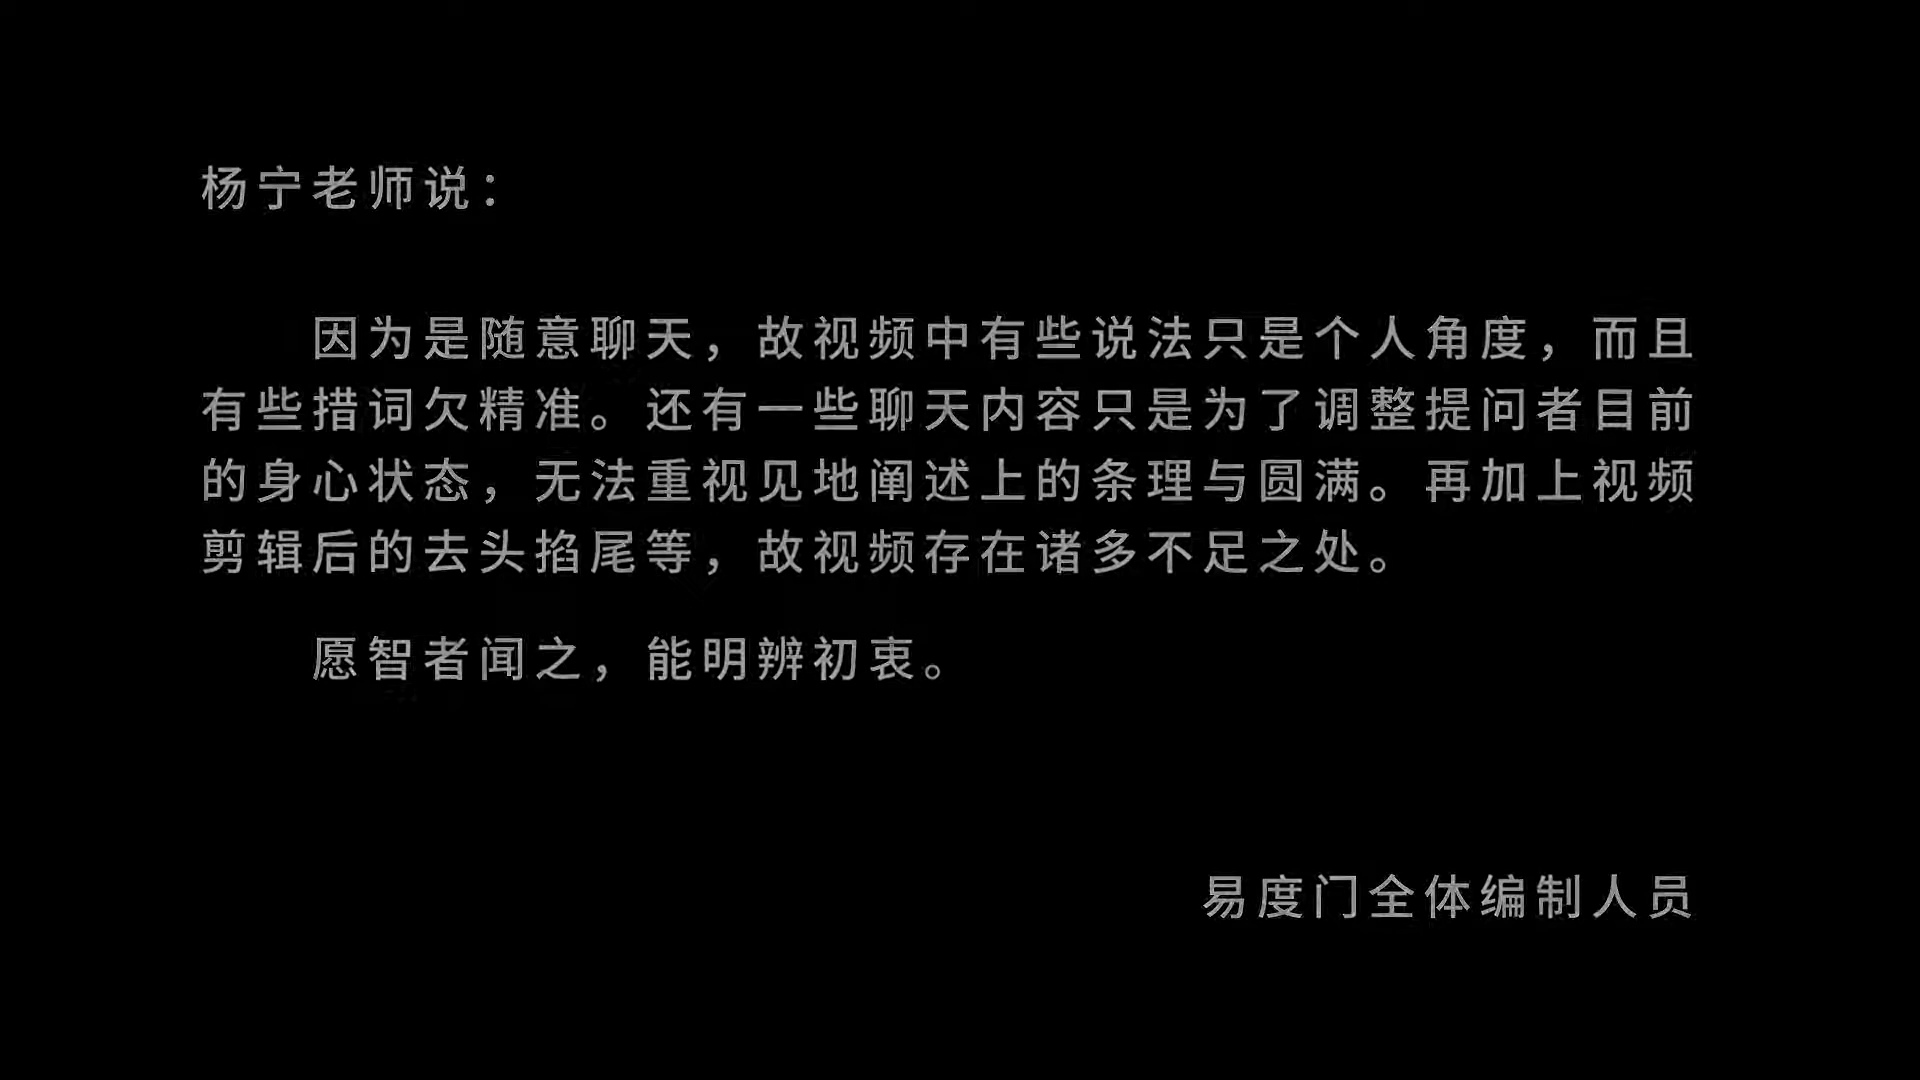 杨宁老师说：
因为是随意聊天，故视频中有些说法只是个人角度，而且
有些措词欠精准。还有一些聊天内容只是为了调整提问者目前
的身心状态，无法重视见地阐述上的条理与圆满。再加上视频
剪辑后的去头掐尾等，故视频存在诸多不足之处。
愿智者闻之，能明辨初衷。
易度门全体编制人员